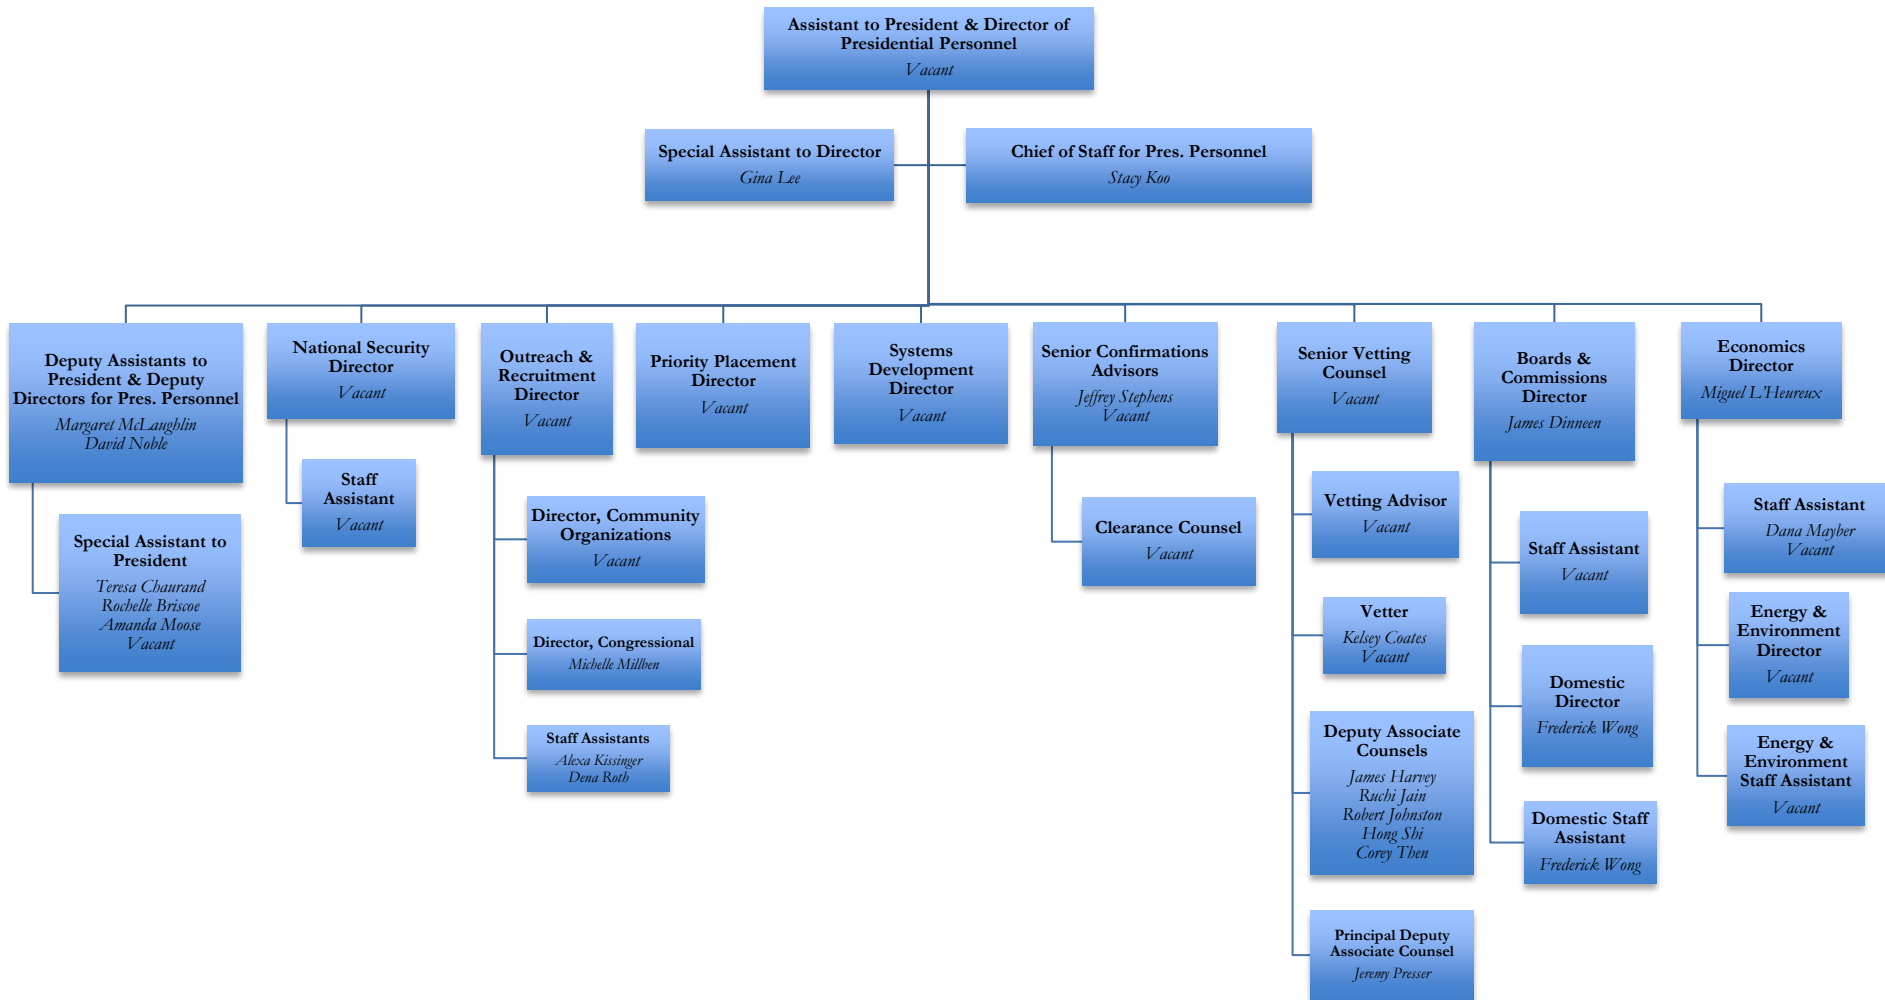 Assistant to President & Director of
Presidential Personnel
Vacant
Special Assistant to Director
Gina Lee
Chief of Staff for Pres. Personnel
Stacy Koo
Deputy Assistants to
President & Deputy
Directors for Pres. Personnel
Margaret McLaughlin
David Noble
Special Assistant to
President
Teresa Chaurand
Rochelle Briscoe
Amanda Moose
Vacant
National Security
Director
Vacant
Staff
Assistant
Vacant
Outreach &
Recruitment
Director
Vacant
Director, Community
Organizations
Vacant
Director, Congressional
Michelle Millben
Staff Assistants
Alexa Kissinger
Dena Roth
Priority Placement
Director
Vacant
Systems
Development
Director
Vacant
Senior Confirmations
Advisors
Jeffrey Stephens
Vacant
Clearance Counsel
Vacant
Senior Vetting
Counsel
Vacant
Vetting Advisor
Vacant
Vetter
Kelsey Coates
Vacant
Deputy Associate
Counsels
James Harvey
Ruchi Jain
Robert Johnston
Hong Shi
Corey Then
Principal Deputy
Associate Counsel
Jeremy Presser
Boards &
Commissions
Director
James Dinneen
Staff Assistant
Vacant
Domestic
Director
Frederick Wong
Domestic Staff
Assistant
Frederick Wong
Economics
Director
Miguel L'Heureux
Staff Assistant
Dana Mayber
Vacant
Energy &
Environment
Director
Vacant
Energy &
Environment
Staff Assistant
Vacant